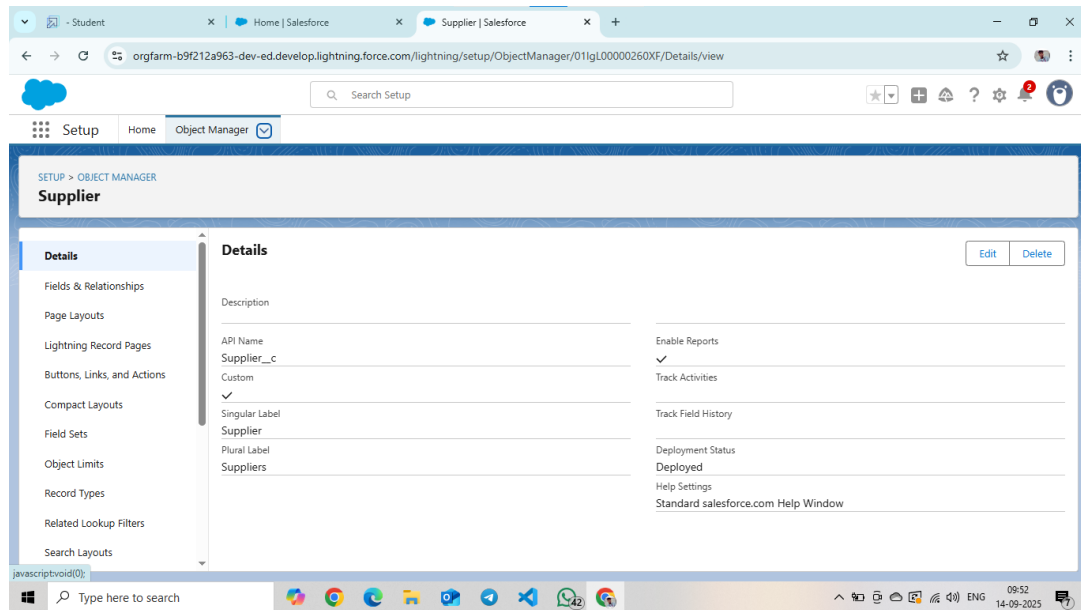 - Student
Home | Salesforce
Supplier | Salesforce
orgfarm-b9f212a963-dev-ed.develop.lightning.force.com/lightning/setup/ObjectManager/01IgL00000260XF/Details/view
Search Setup
2
Setup
Home
Object Manager
SETUP > OBJECT MANAGER
Supplier
Details
Fields & Relationships
Page Layouts
Lightning Record Pages
Buttons, Links, and Actions
Compact Layouts
Field Sets
Object Limits
Record Types
Related Lookup Filters
Search Layouts
Details
Edit
Delete
Description
API Name
Supplier__c
Custom
Singular Label
Supplier
Plural Label
Suppliers
Enable Reports
Track Activities
Track Field History
Deployment Status
Deployed
Help Settings
Standard salesforce.com Help Window
javascript:void(0);
Type here to search
42
ENG
09:52
14-09-2025
7